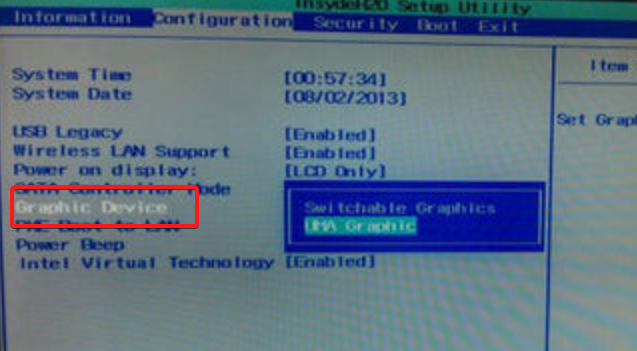 InsydeH2O Setup Utility
Information Configuration Security Boot Exit
Item
System Time [00:57:34]
System Date [08/02/2013]
Set Grap
USB Legacy [Enabled]
Wireless LAN Support [Enabled]
Power on display: [LCD Only]
SATA Controller Mode
Graphic Device Switchable Graphics
PXE Boot to LAN UMA Graphic
Power Beep
Intel Virtual Technology [Enabled]